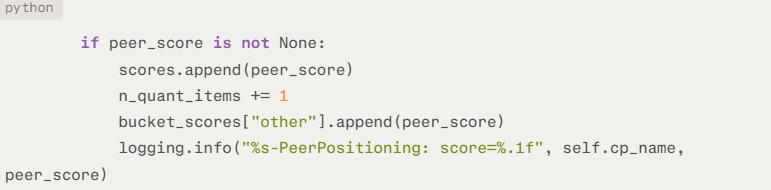 python
if peer_score is not None:
scores.append(peer_score)
n_quant_items += 1
bucket_scores["other"].append(peer_score)
logging.info("%s-PeerPositioning: score=%.1f", self.cp_name,
peer_score)